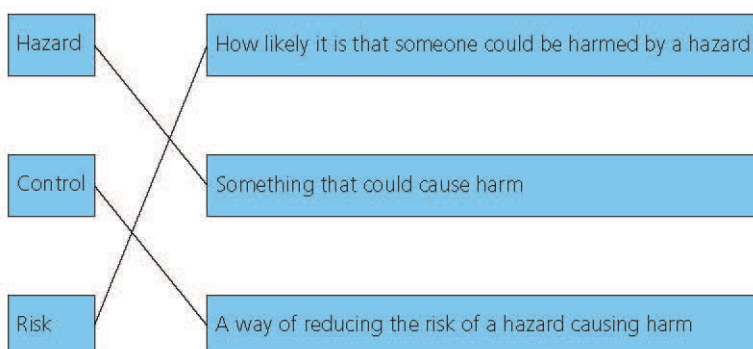 Hazard
How likely it is that someone could be harmed by a hazard
Control
Something that could cause harm
Risk
A way of reducing the risk of a hazard causing harm